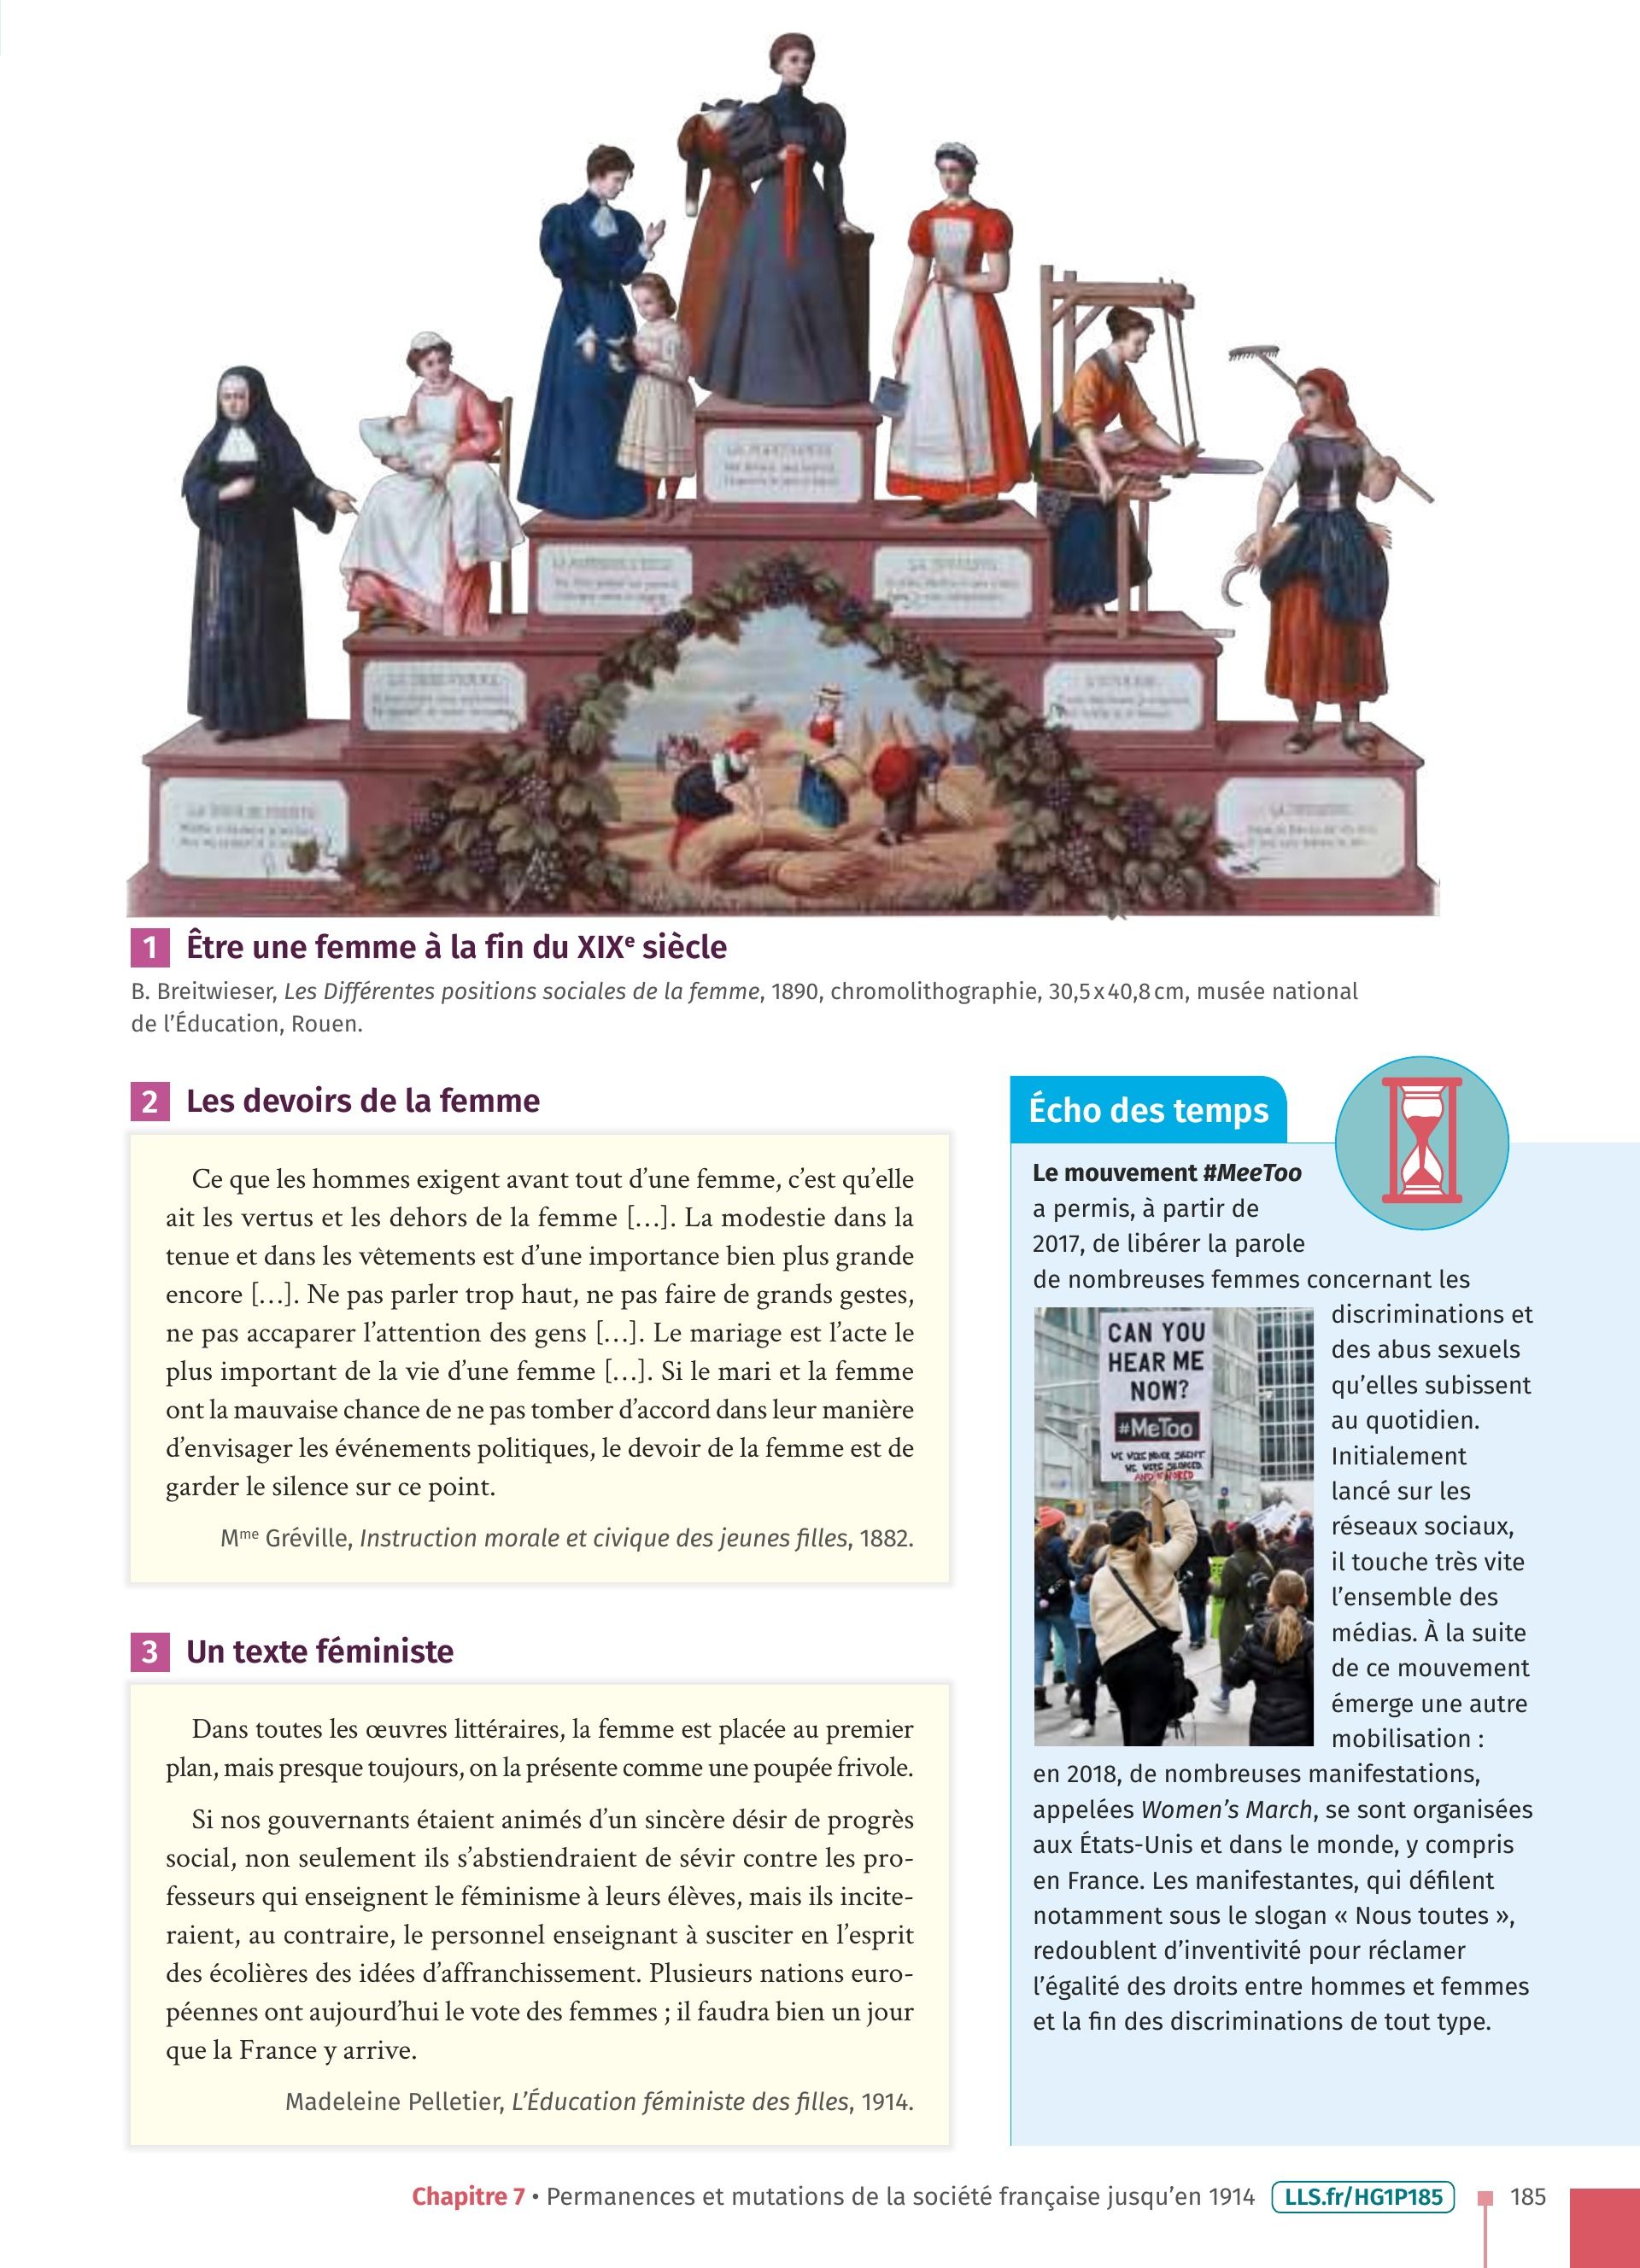 1 Être une femme à la fin du XIXe siècle
B. Breitwieser, Les Différentes positions sociales de la femme, 1890, chromolithographie, 30,5 x 40,8 cm, musée national
de l’Éducation, Rouen.
2 Les devoirs de la femme
Ce que les hommes exigent avant tout d’une femme, c’est qu’elle
ait les vertus et les dehors de la femme […]. La modestie dans la
tenue et dans les vêtements est d’une importance bien plus grande
encore […]. Ne pas parler trop haut, ne pas faire de grands gestes,
ne pas accaparer l’attention des gens […]. Le mariage est l’acte le
plus important de la vie d’une femme […]. Si le mari et la femme
ont la mauvaise chance de ne pas tomber d’accord dans leur manière
d’envisager les événements politiques, le devoir de la femme est de
garder le silence sur ce point.
Mme Gréville, Instruction morale et civique des jeunes filles, 1882.
3 Un texte féministe
Dans toutes les œuvres littéraires, la femme est placée au premier
plan, mais presque toujours, on la présente comme une poupée frivole.
Si nos gouvernants étaient animés d’un sincère désir de progrès
social, non seulement ils s’abstiendraient de sévir contre les pro-
fesseurs qui enseignent le féminisme à leurs élèves, mais ils incite-
raient, au contraire, le personnel enseignant à susciter en l’esprit
des écolières des idées d’affranchissement. Plusieurs nations euro-
péennes ont aujourd’hui le vote des femmes ; il faudra bien un jour
que la France y arrive.
Madeleine Pelletier, L’Éducation féministe des filles, 1914.
Écho des temps
Le mouvement #MeeToo
a permis, à partir de
2017, de libérer la parole
de nombreuses femmes concernant les
discriminations et
des abus sexuels
qu’elles subissent
au quotidien.
Initialement
lancé sur les
réseaux sociaux,
il touche très vite
l’ensemble des
médias. À la suite
de ce mouvement
émerge une autre
mobilisation :
en 2018, de nombreuses manifestations,
appelées Women’s March, se sont organisées
aux États-Unis et dans le monde, y compris
en France. Les manifestantes, qui défilent
notamment sous le slogan « Nous toutes »,
redoublent d’inventivité pour réclamer
l’égalité des droits entre hommes et femmes
et la fin des discriminations de tout type.
CAN YOU
HEAR ME
NOW?
#MeToo
WE WERE NEVER SILENT
WE WERE SILENCED
Chapitre 7 • Permanences et mutations de la société française jusqu’en 1914 LLS.fr/HG1P185 185